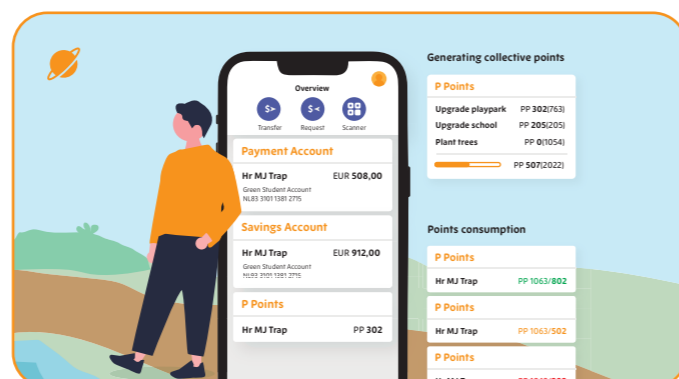 Overview
Transfer
Request
Scanner
Payment Account
Hr MJ Trap EUR 508,00
Green Student Account
NL83 3101 1381 2715
Savings Account
Hr MJ Trap EUR 912,00
Green Student Account
NL83 3101 1381 2715
P Points
Hr MJ Trap PP 302
Generating collective points
P Points
Upgrade playpark PP 302(763)
Upgrade school PP 205(205)
Plant trees PP 0(1054)
PP 507(2022)
Points consumption
P Points
Hr MJ Trap PP 1063/802
P Points
Hr MJ Trap PP 1063/502
P Points